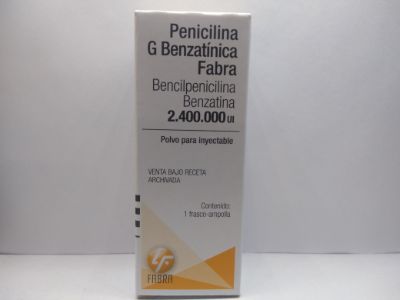 Penicilina
G Benzatínica
Fabra
Bencilpenicilina
Benzatina
2.400.000 UI
Polvo para inyectable
VENTA BAJO RECETA
ARCHIVADA
Contenido:
1 frasco-ampolla
FABRA